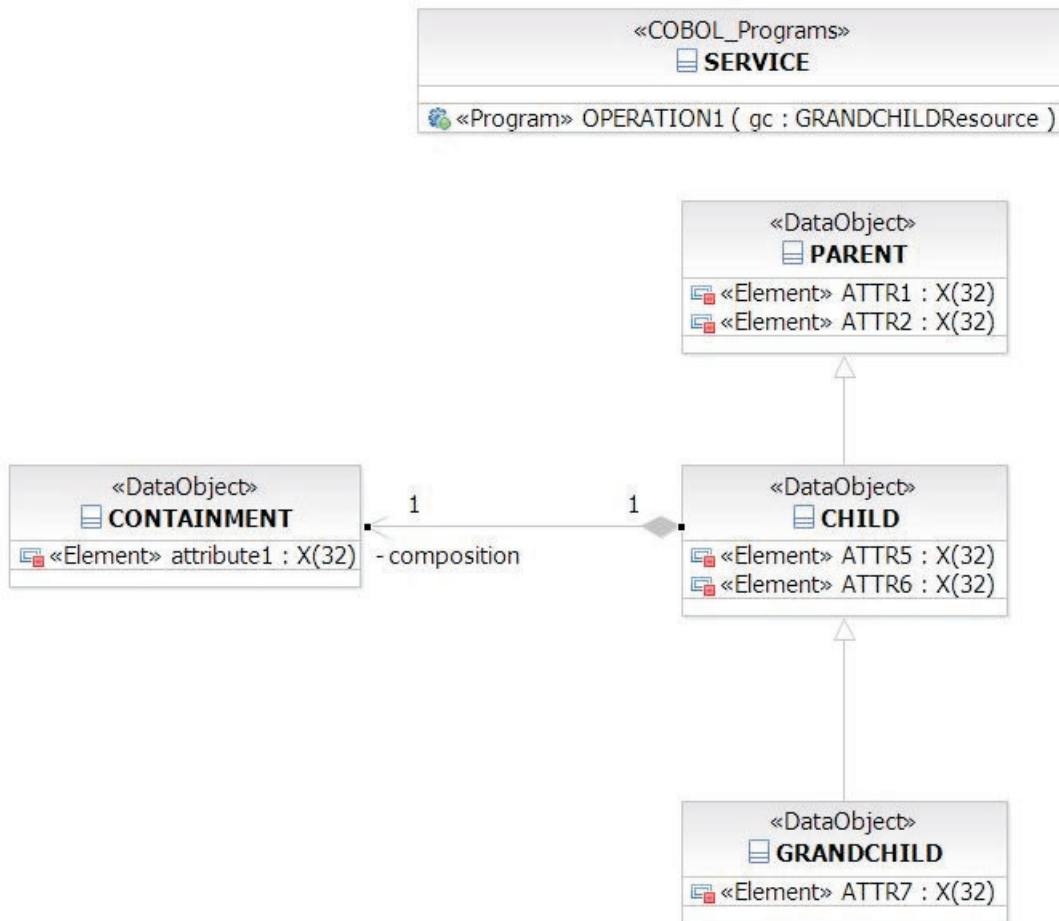 «COBOL_Programs»
SERVICE
«Program» OPERATION1 ( gc : GRANDCHILDResource )
«DataObject»
PARENT
«Element» ATTR1 : X(32)
«Element» ATTR2 : X(32)
«DataObject»
CONTAINMENT
«Element» attribute1 : X(32)
1
1
- composition
«DataObject»
CHILD
«Element» ATTR5 : X(32)
«Element» ATTR6 : X(32)
«DataObject»
GRANDCHILD
«Element» ATTR7 : X(32)